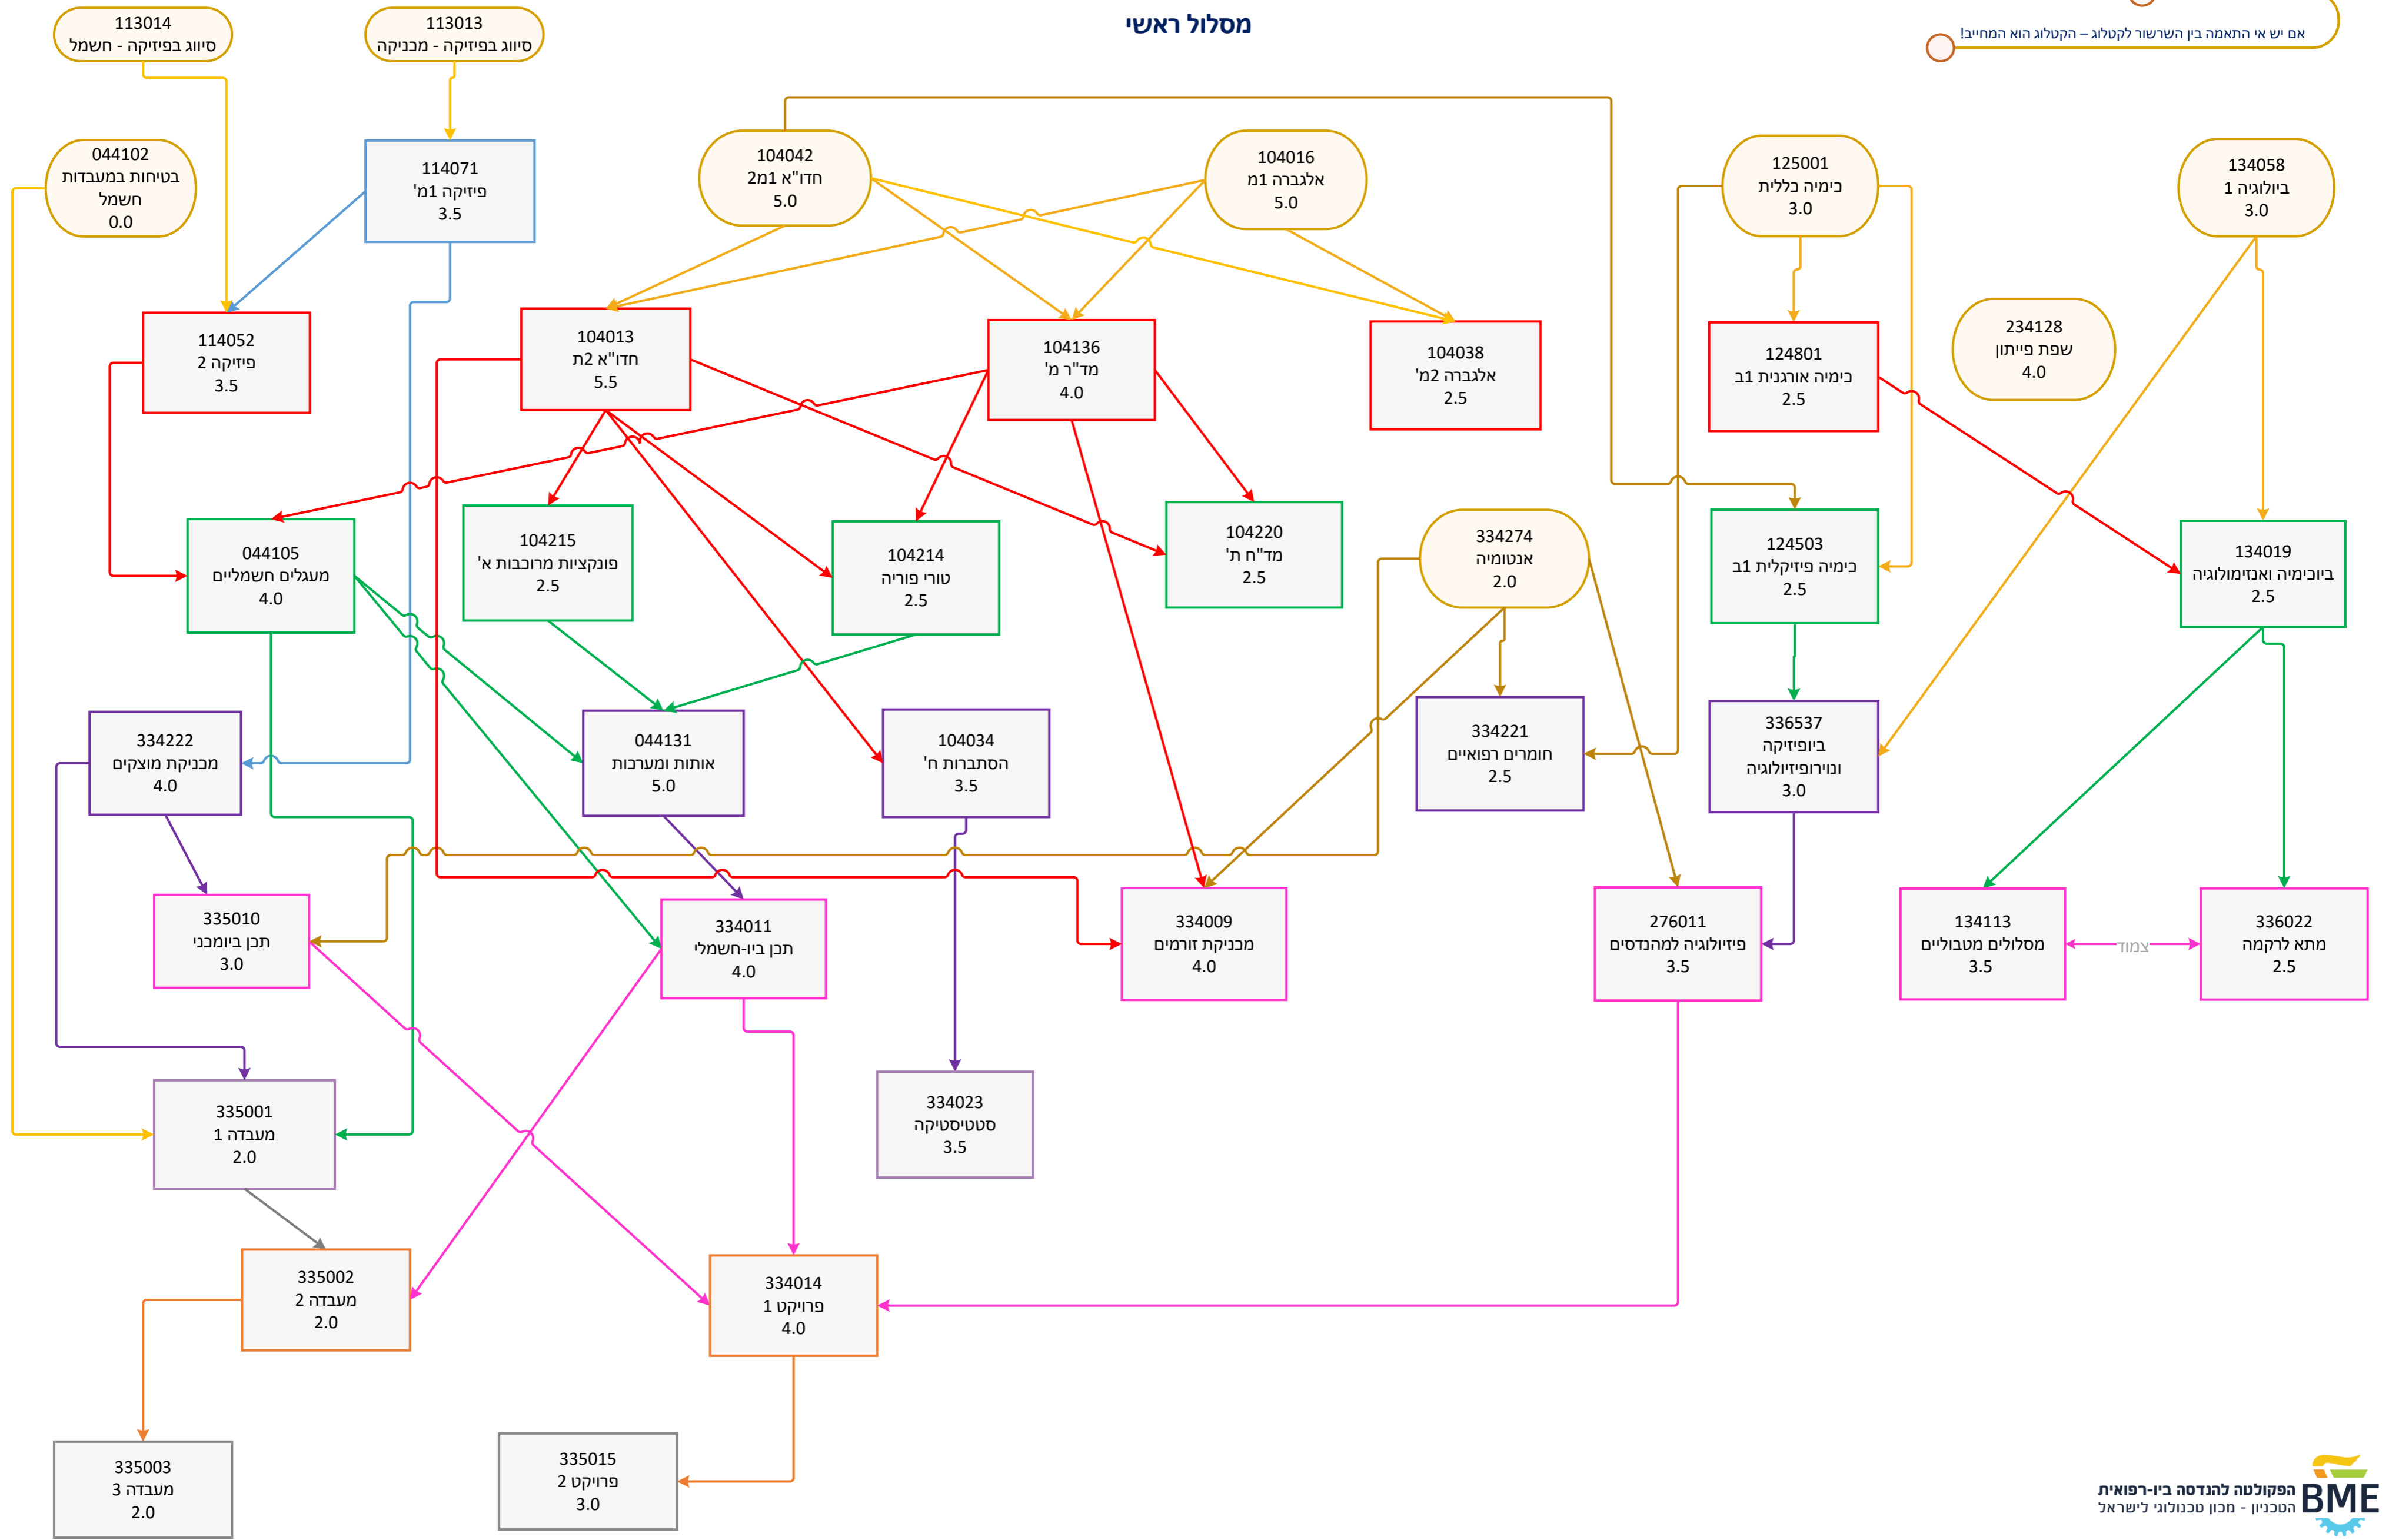 מסלול ראשי
אם יש אי התאמה בין השרשור לקטלוג – הקטלוג הוא המחייב!
113014
סיווג בפיזיקה - חשמל
113013
סיווג בפיזיקה - מכניקה
044102
בטיחות במעבדות
חשמל
0.0
114071
פיזיקה 1מ'
3.5
104042
חדו"א 1מ2
5.0
104016
אלגברה 1מ
5.0
125001
כימיה כללית
3.0
134058
ביולוגיה 1
3.0
114052
פיזיקה 2
3.5
104013
חדו"א 2ת
5.5
104136
מד"ר מ'
4.0
104038
אלגברה 2מ'
2.5
124801
כימיה אורגנית 1ב
2.5
234128
שפת פייתון
4.0
044105
מעגלים חשמליים
4.0
104215
פונקציות מרוכבות א'
2.5
104214
טורי פוריה
2.5
104220
מד"ח ת'
2.5
334274
אנטומיה
2.0
124503
כימיה פיזיקלית 1ב
2.5
134019
ביוכימיה ואנזימולוגיה
2.5
334222
מכניקת מוצקים
4.0
044131
אותות ומערכות
5.0
104034
הסתברות ח'
3.5
334221
חומרים רפואיים
2.5
336537
ביופיזיקה
ונוירופיזיולוגיה
3.0
335010
תכן ביומכני
3.0
334011
תכן ביו-חשמלי
4.0
334009
מכניקת זורמים
4.0
276011
פיזיולוגיה למהנדסים
3.5
134113
מסלולים מטבוליים
3.5
צמוד
336022
מתא לרקמה
2.5
335001
מעבדה 1
2.0
334023
סטטיסטיקה
3.5
335002
מעבדה 2
2.0
334014
פרויקט 1
4.0
335003
מעבדה 3
2.0
335015
פרויקט 2
3.0
הפקולטה להנדסה ביו-רפואית
הטכניון - מכון טכנולוגי לישראל
BME